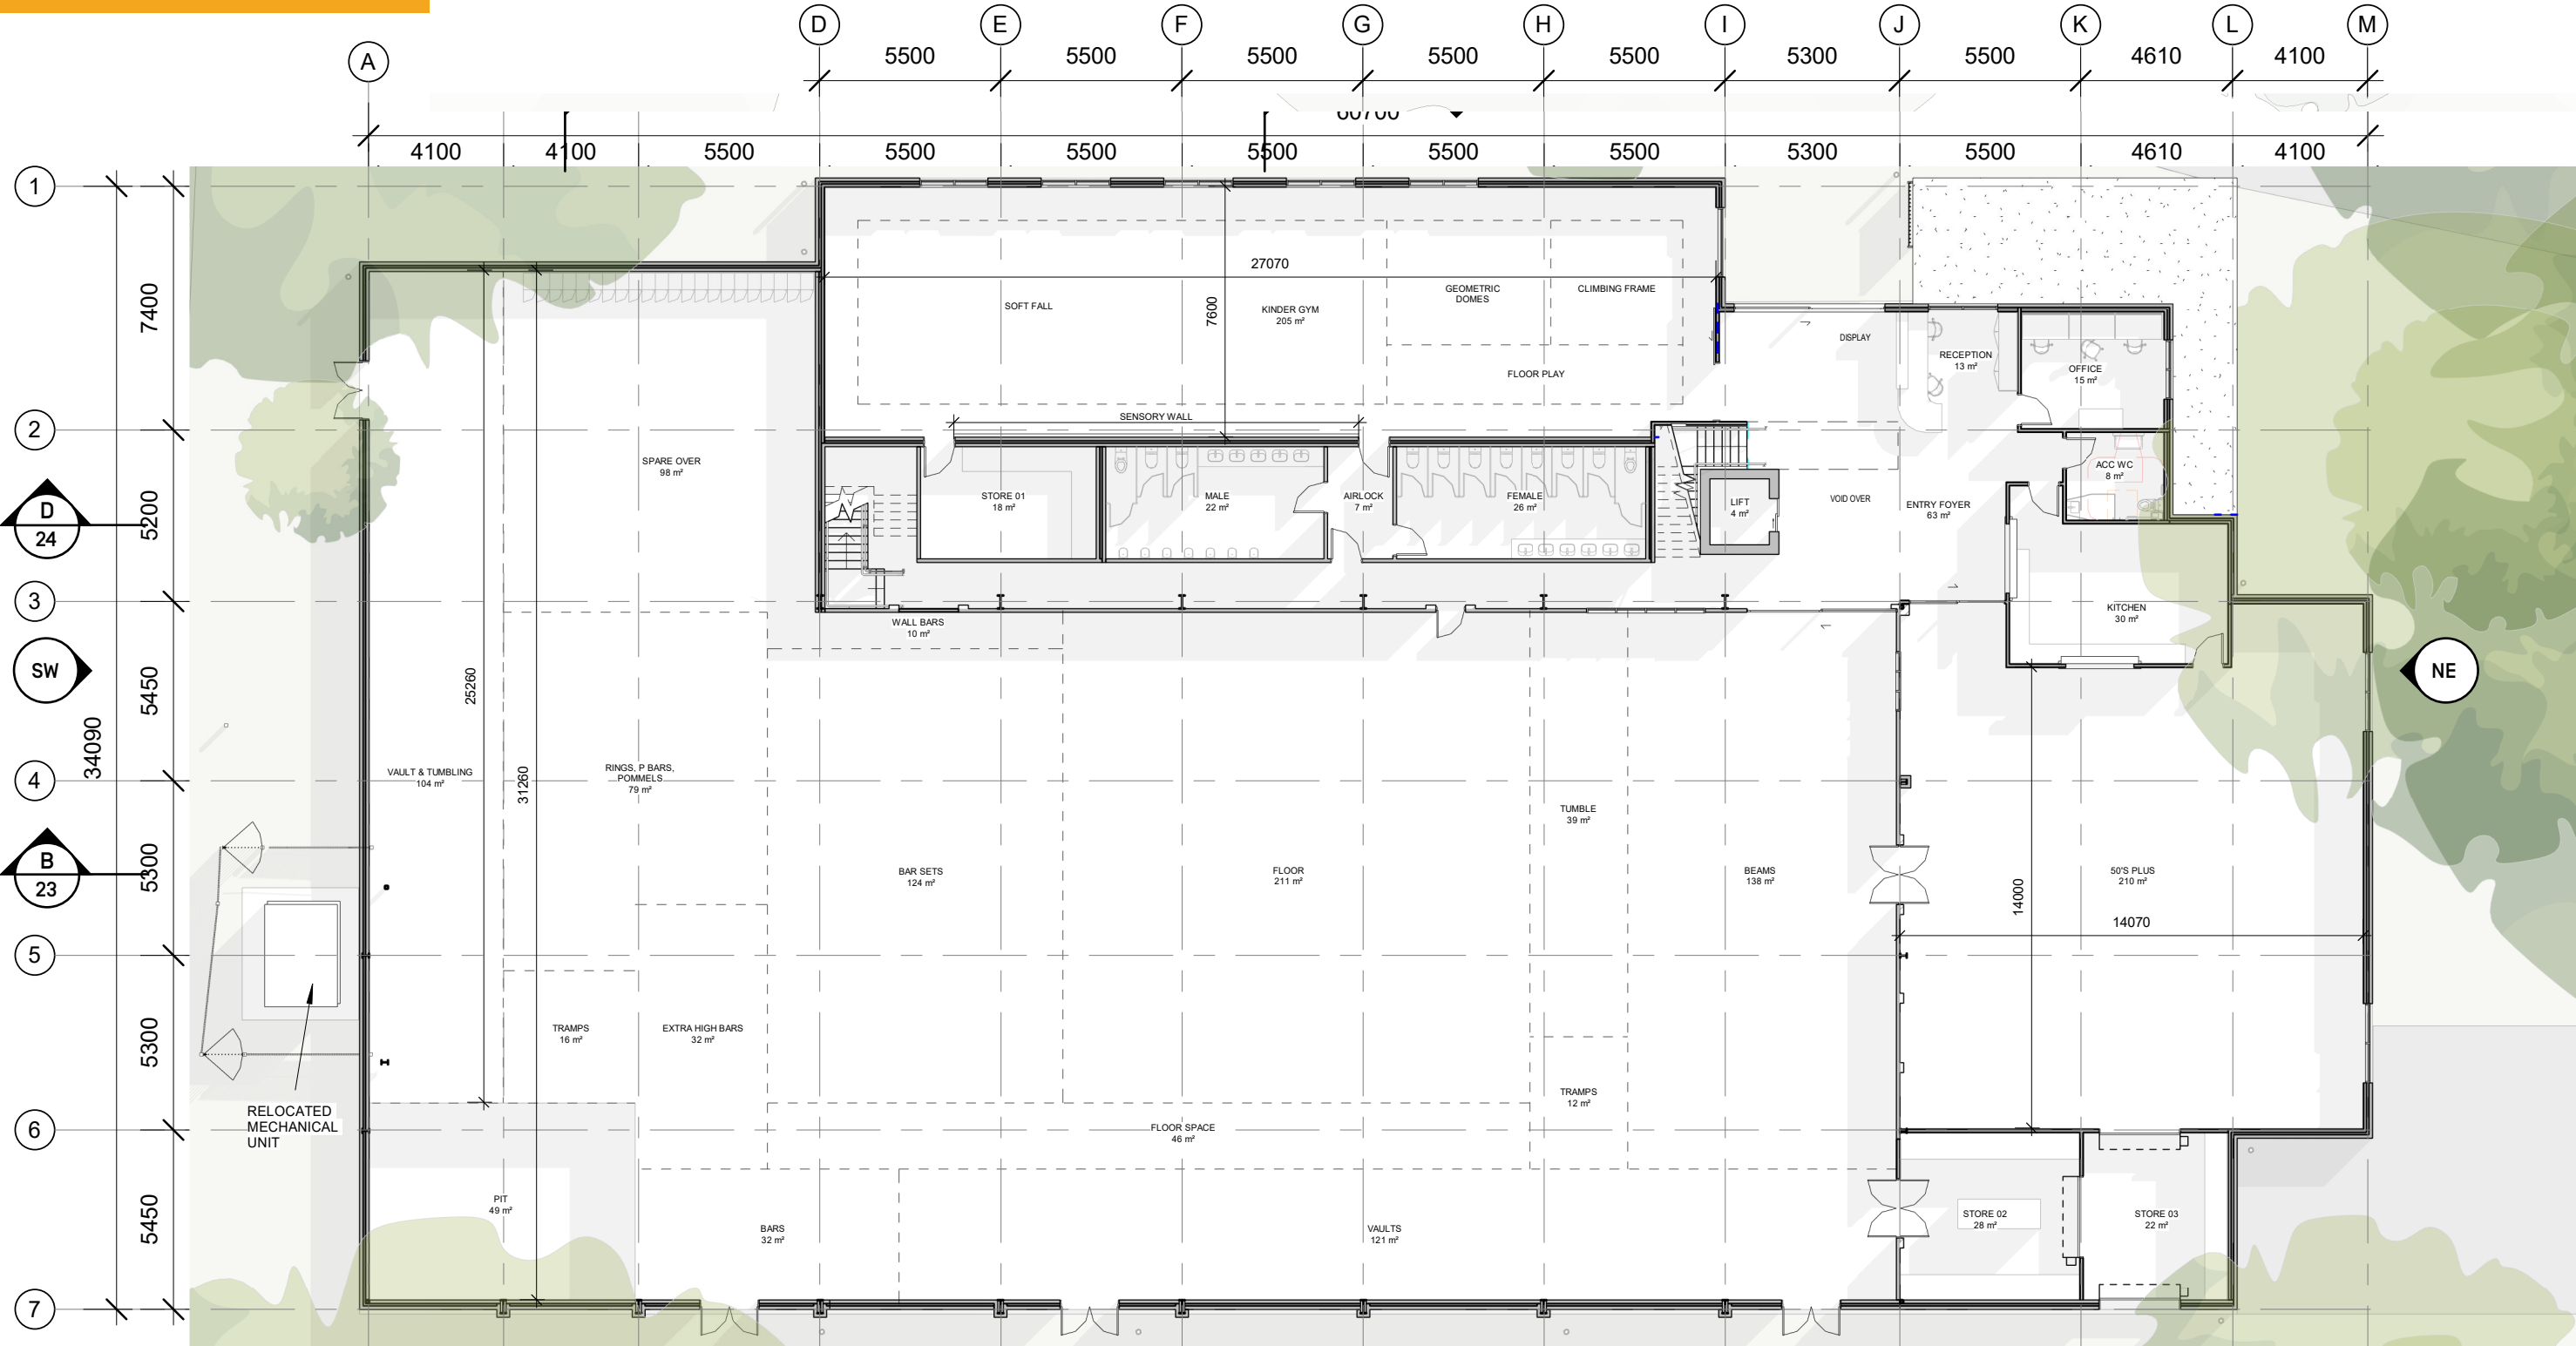 D E F G H I J K L M
A
5500 5500 5500 5500 5500 5300 5500 4610 4100
60700
4100 4100 5500 5500 5500 5500 5500 5500 5300 5500 4610 4100
1
2
3
4
5
6
7
7400
5200
5450
5300
5300
5450
34090
D
24
B
23
SW
NE
27070
7600
SOFT FALL
KINDER GYM
205 m²
GEOMETRIC
DOMES
CLIMBING FRAME
FLOOR PLAY
SENSORY WALL
DISPLAY
RECEPTION
13 m²
OFFICE
15 m²
SPARE OVER
98 m²
STORE 01
18 m²
MALE
22 m²
AIRLOCK
7 m²
FEMALE
26 m²
LIFT
4 m²
VOID OVER
ENTRY FOYER
63 m²
ACC WC
8 m²
WALL BARS
10 m²
KITCHEN
30 m²
25260
31260
VAULT & TUMBLING
104 m²
RINGS, P BARS,
POMMELS
79 m²
TUMBLE
39 m²
BAR SETS
124 m²
FLOOR
211 m²
BEAMS
138 m²
50'S PLUS
210 m²
14000
14070
TRAMPS
16 m²
EXTRA HIGH BARS
32 m²
TRAMPS
12 m²
RELOCATED
MECHANICAL
UNIT
FLOOR SPACE
46 m²
PIT
49 m²
BARS
32 m²
VAULTS
121 m²
STORE 02
28 m²
STORE 03
22 m²